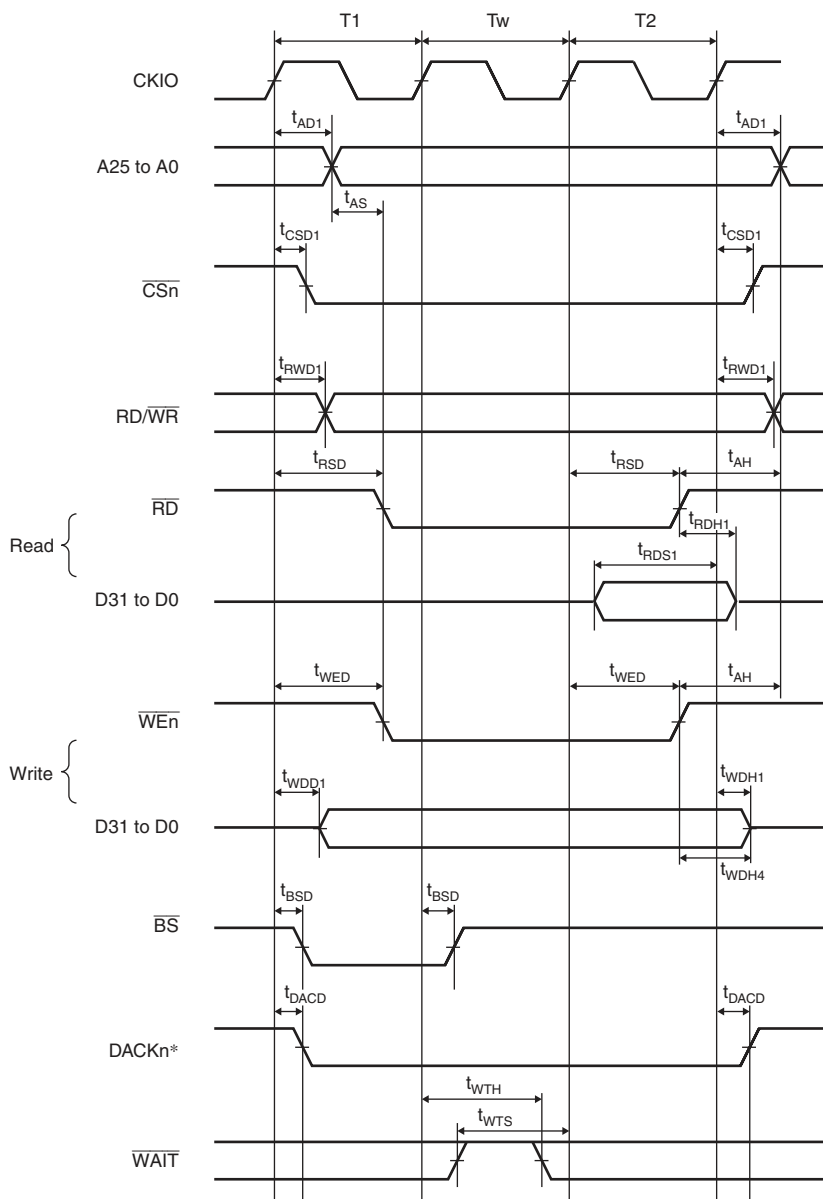 T1 Tw T2
CKIO
tAD1 tAD1
A25 to A0
tAS
tCSD1 tCSD1
CSn
tRWD1 tRWD1
RD/WR
tRSD tRSD tAH
RD
tRDH1
Read
tRDS1
D31 to D0
tWED tWED tAH
WEn
Write
tWDD1 tWDH1
D31 to D0
tWDH4
tBSD tBSD
BS
tDACD tDACD
DACKn*
tWTH
tWTS
WAIT